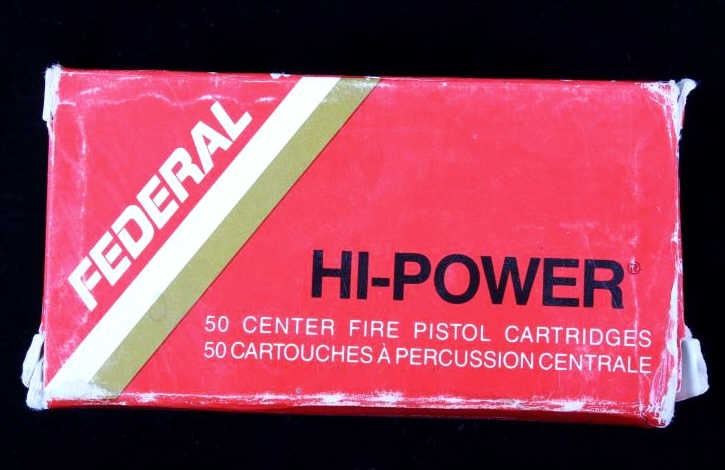 FEDERAL
HI-POWER®
50 CENTER FIRE PISTOL CARTRIDGES
50 CARTOUCHES À PERCUSSION CENTRALE